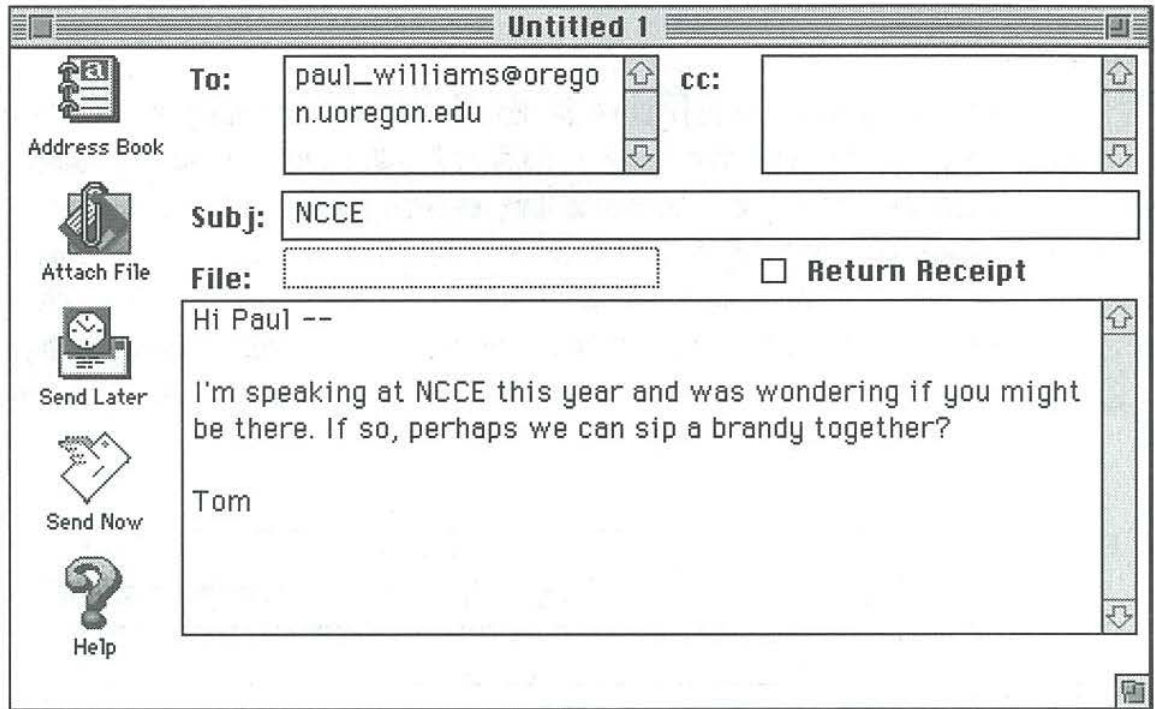 Untitled 1
Address Book
To:
paul_williams@orego
n.uoregon.edu
cc:
Attach File
Subj:
NCCE
File:
Return Receipt
Send Later
Send Now
Help
Hi Paul --
I'm speaking at NCCE this year and was wondering if you might
be there. If so, perhaps we can sip a brandy together?
Tom